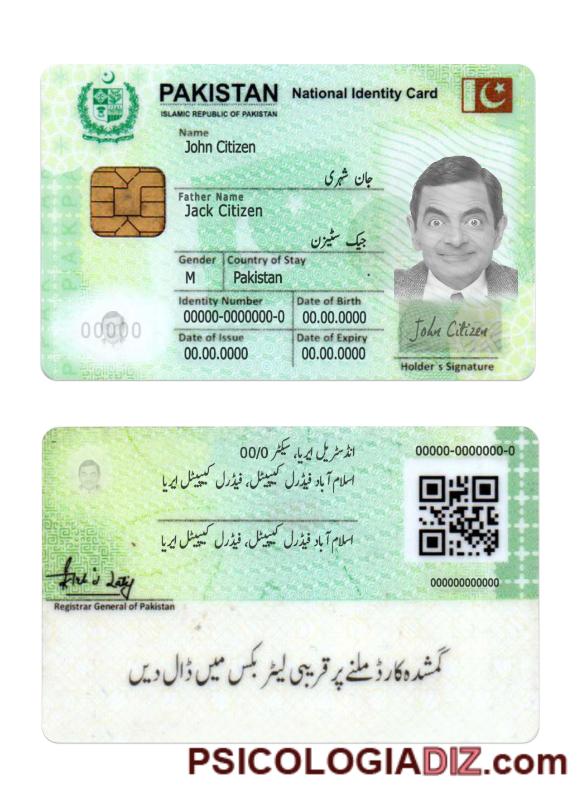 PAKISTAN National Identity Card
ISLAMIC REPUBLIC OF PAKISTAN
Name
John Citizen
جان شہری
Father Name
Jack Citizen
جیک سٹیزن
Gender Country of Stay
M Pakistan
Identity Number Date of Birth
00000-0000000-0 00.00.0000
Date of Issue Date of Expiry
00.00.0000 00.00.0000
00000
John Citizen
Holder's Signature
انڈسٹریل ایریا، سیکٹر 00/0
00000-0000000-0
اسلام آباد فیڈرل کیپیٹل، فیڈرل کیپیٹل ایریا
اسلام آباد فیڈرل کیپیٹل، فیڈرل کیپیٹل ایریا
000000000000
Registrar General of Pakistan
گمشدہ کارڈ ملنے پر قریبی لیٹر بکس میں ڈال دیں
PSICOLOGIADIZ.com